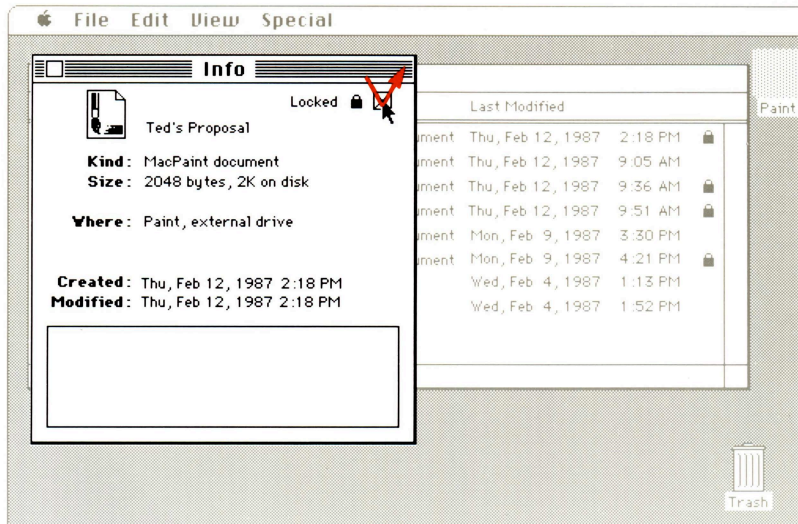 File Edit View Special
Info
Locked
Ted's Proposal
Kind: MacPaint document
Size: 2048 bytes, 2K on disk
Where: Paint, external drive
Created: Thu, Feb 12, 1987 2:18 PM
Modified: Thu, Feb 12, 1987 2:18 PM
Last Modified
ument Thu, Feb 12, 1987 2:18 PM
Thu, Feb 12, 1987 9:05 AM
ument Thu, Feb 12, 1987 9:36 AM
ument Thu, Feb 12, 1987 9:51 AM
ument Mon, Feb 9, 1987 3:30 PM
ument Mon, Feb 9, 1987 4:21 PM
Wed, Feb 4, 1987 1:13 PM
Wed, Feb 4, 1987 1:52 PM
Paint
Trash